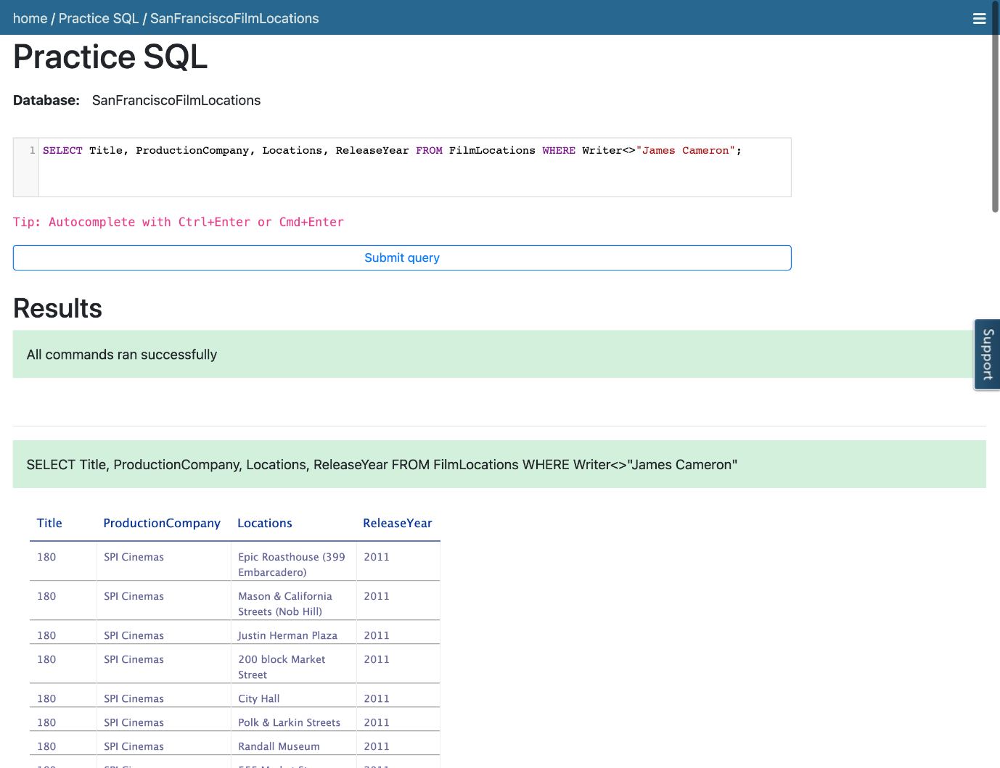 home / Practice SQL / SanFranciscoFilmLocations
Practice SQL
Database: SanFranciscoFilmLocations
1 SELECT Title, ProductionCompany, Locations, ReleaseYear FROM FilmLocations WHERE Writer<>"James Cameron";
Tip: Autocomplete with Ctrl+Enter or Cmd+Enter
Submit query
Results
All commands ran successfully
Support
SELECT Title, ProductionCompany, Locations, ReleaseYear FROM FilmLocations WHERE Writer<>"James Cameron"
Title ProductionCompany Locations ReleaseYear
180 SPI Cinemas Epic Roasthouse (399 2011
Embarcadero)
180 SPI Cinemas Mason & California 2011
Streets (Nob Hill)
180 SPI Cinemas Justin Herman Plaza 2011
180 SPI Cinemas 200 block Market 2011
Street
180 SPI Cinemas City Hall 2011
180 SPI Cinemas Polk & Larkin Streets 2011
180 SPI Cinemas Randall Museum 2011